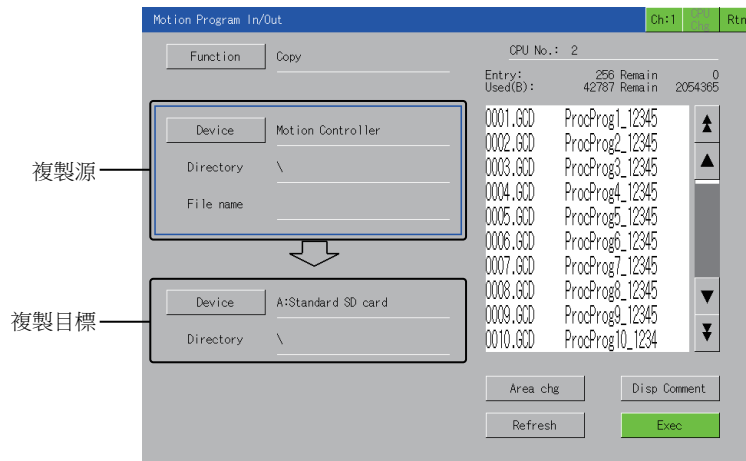 Motion Program In/Out Ch:1 CPU Chg Rtn
Function Copy
CPU No.: 2
Entry: 256 Remain 0
Used(B): 42787 Remain 2054365
複製源
Device Motion Controller
Directory \
File name
複製目標
Device A:Standard SD card
Directory \
0001.GCD ProcProg1_12345
0002.GCD ProcProg2_12345
0003.GCD ProcProg3_12345
0004.GCD ProcProg4_12345
0005.GCD ProcProg5_12345
0006.GCD ProcProg6_12345
0007.GCD ProcProg7_12345
0008.GCD ProcProg8_12345
0009.GCD ProcProg9_12345
0010.GCD ProcProg10_1234
Area chg Disp Comment
Refresh Exec